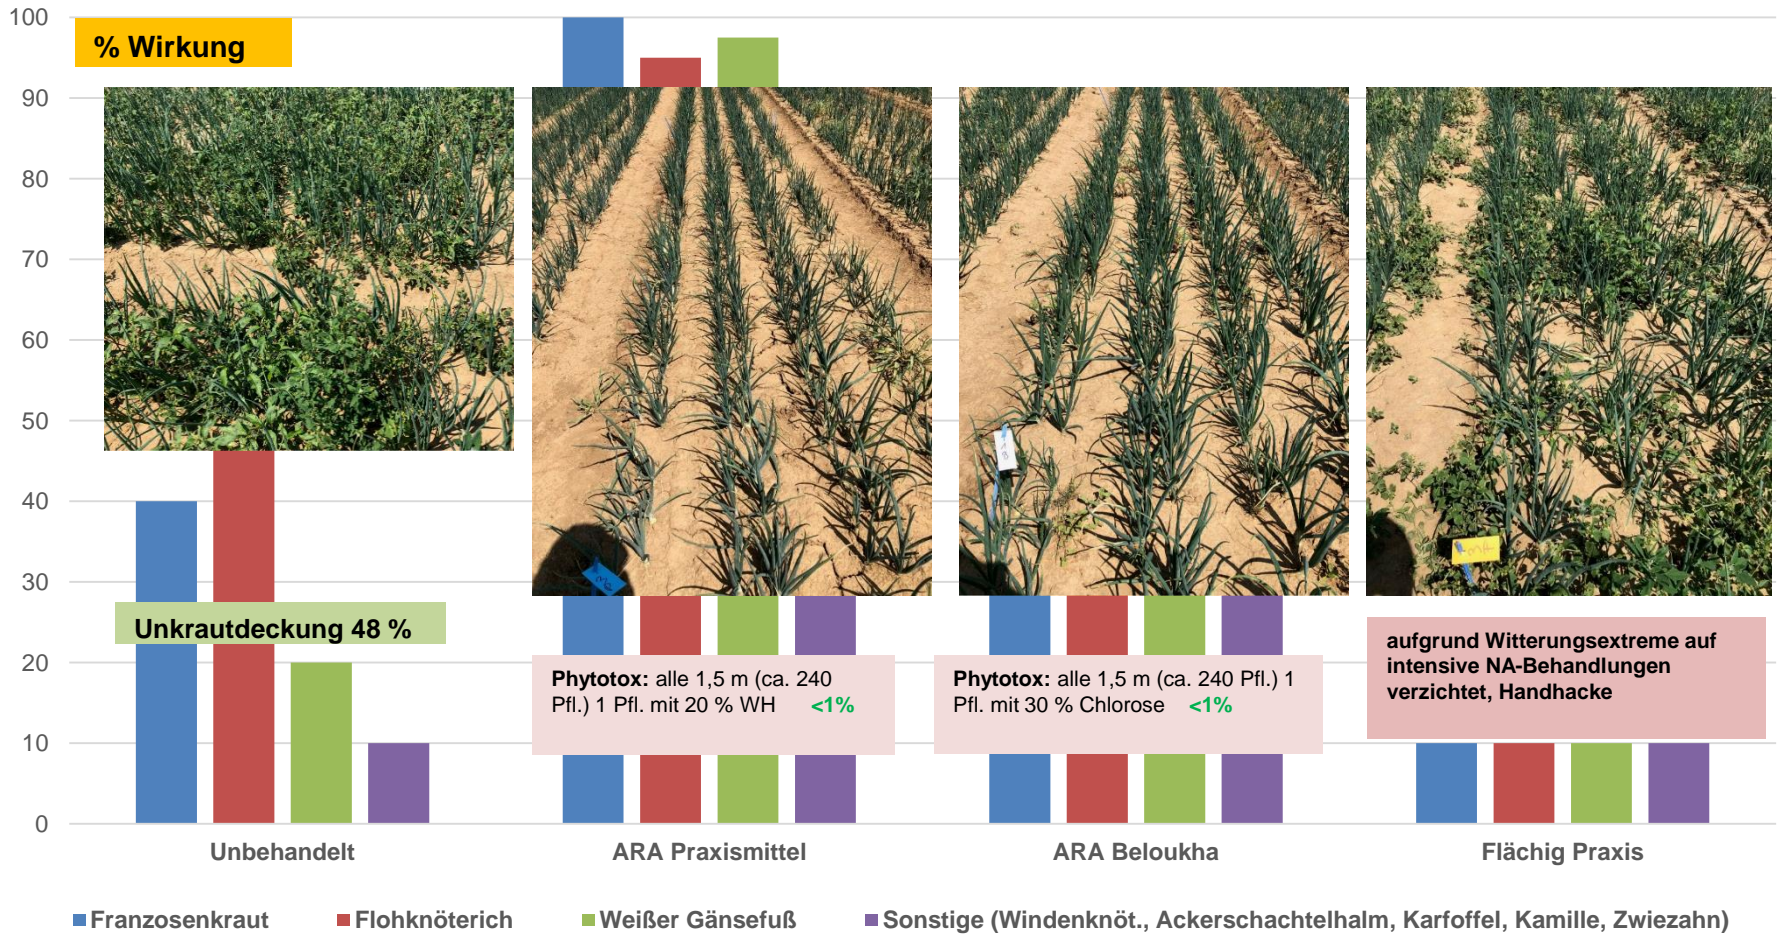 100
90
80
70
60
50
40
30
20
10
0
% Wirkung
Unkrautdeckung 48 %
Phytotox: alle 1,5 m (ca. 240
Pfl.) 1 Pfl. mit 20 % WH <1%
Phytotox: alle 1,5 m (ca. 240 Pfl.) 1
Pfl. mit 30 % Chlorose <1%
aufgrund Witterungsextreme auf
intensive NA-Behandlungen
verzichtet, Handhacke
Unbehandelt
ARA Praxismittel
ARA Beloukha
Flächig Praxis
Franzosenkraut
Flohknöterich
Weißer Gänsefuß
Sonstige (Windenknöt., Ackerschachtelhalm, Karfoffel, Kamille, Zwiezahn)